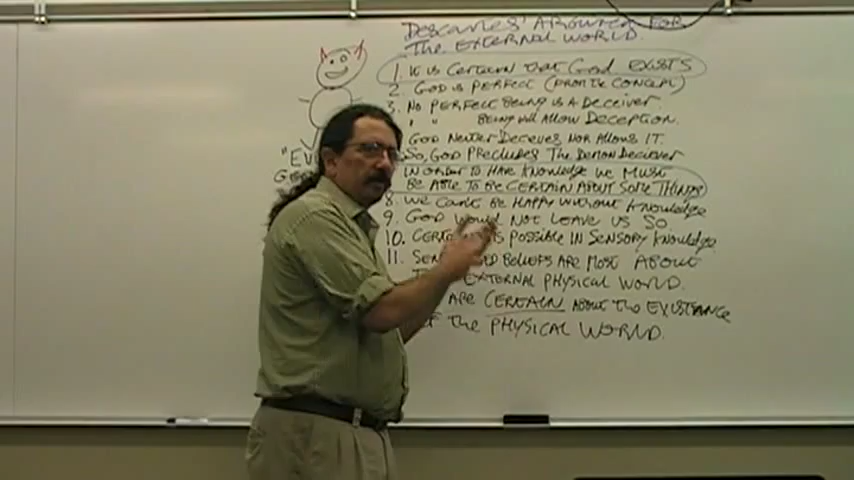 DESCARTES' ARGUMENT FOR
THE EXTERNAL WORLD
1. IT IS CERTAIN THAT GOD EXISTS
2 GOD IS PERFECT (FROM THE CONCEPT)
3. NO PERFECT BEING IS A DECEIVER.
" " BEING WILL ALLOW DECEPTION.
GOD NEITHER DECEIVES NOR ALLOWS IT.
SO, GOD PRECLUDES THE DEMON DECIEVER
IN ORDER TO HAVE KNOWLEDGE WE MUST
BE ABLE TO BE CERTAIN ABOUT SOME THINGS
8. WE CAN'T BE HAPPY WITHOUT KNOWLEDGE
9. GOD WOULD NOT LEAVE US SO
10. IS POSSIBLE IN SENSORY KNOWLEDGE.
11. BELIEFS ARE MOST ABOUT
EXTERNAL PHYSICAL WORLD.
ARE CERTAIN ABOUT THE EXISTANCE
THE PHYSICAL WORLD.